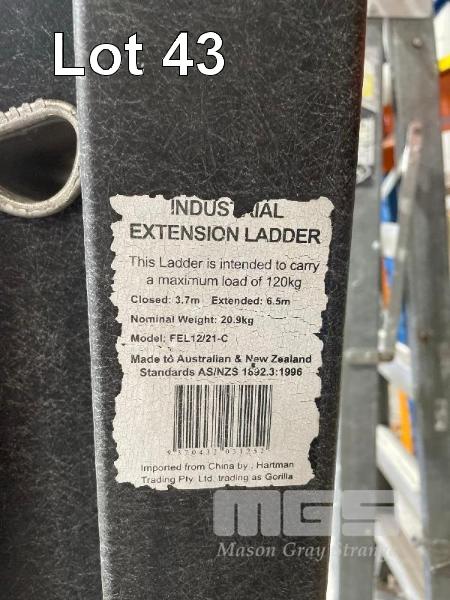 Lot 43
INDUSTRIAL
EXTENSION LADDER
This Ladder is intended to carry
a maximum load of 120kg
Closed: 3.7m Extended: 6.5m
Nominal Weight: 20.9kg
Model: FEL12/21-C
Made to Australian & New Zealand
Standards AS/NZS 1892.3:1996
Imported from China by , Hartman
Trading Pty. Ltd. trading as Gorilla
MGS
Mason Gray Strange